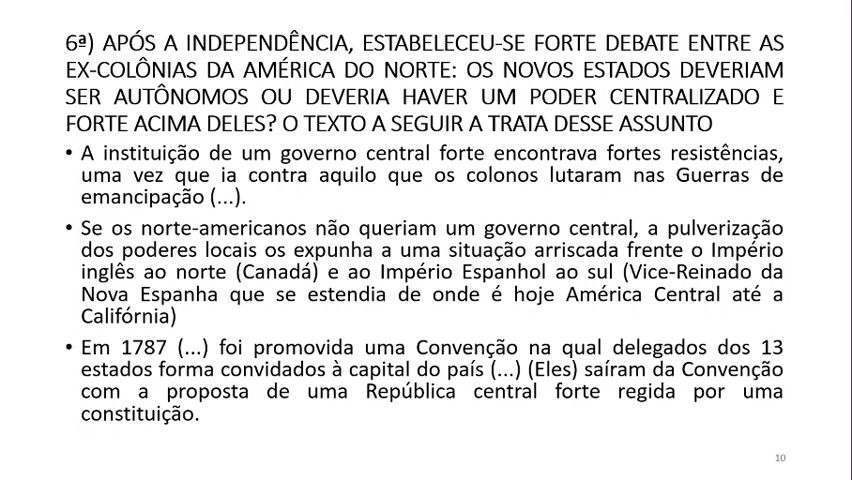 6ª) APÓS A INDEPENDÊNCIA, ESTABELECEU-SE FORTE DEBATE ENTRE AS
EX-COLÔNIAS DA AMÉRICA DO NORTE: OS NOVOS ESTADOS DEVERIAM
SER AUTÔNOMOS OU DEVERIA HAVER UM PODER CENTRALIZADO E
FORTE ACIMA DELES? O TEXTO A SEGUIR A TRATA DESSE ASSUNTO
• A instituição de um governo central forte encontrava fortes resistências,
uma vez que ia contra aquilo que os colonos lutaram nas Guerras de
emancipação (...).
• Se os norte-americanos não queriam um governo central, a pulverização
dos poderes locais os expunha a uma situação arriscada frente o Império
inglês ao norte (Canadá) e ao Império Espanhol ao sul (Vice-Reinado da
Nova Espanha que se estendia de onde é hoje América Central até a
Califórnia)
• Em 1787 (...) foi promovida uma Convenção na qual delegados dos 13
estados forma convidados à capital do país (...) (Eles) saíram da Convenção
com a proposta de uma República central forte regida por uma
constituição.
10